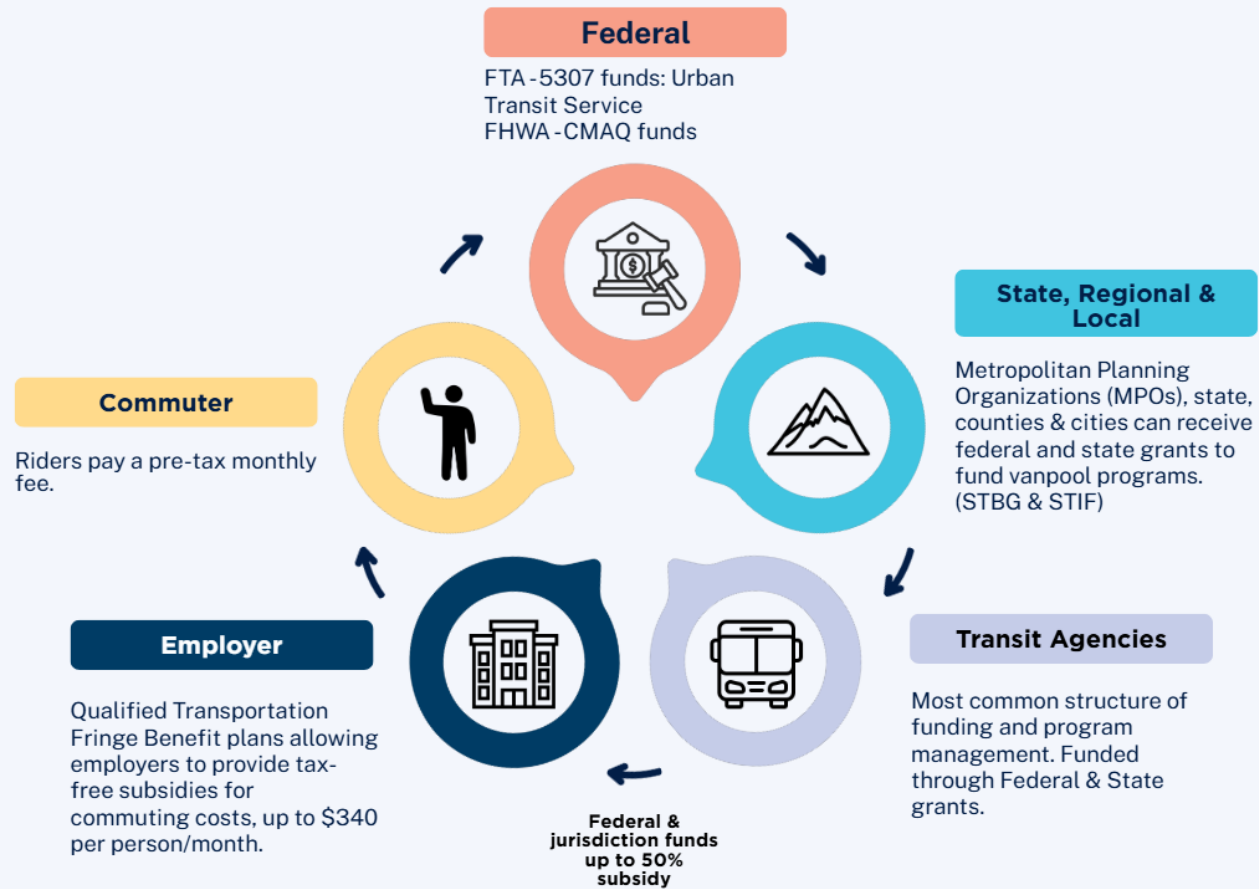 Federal
FTA - 5307 funds: Urban
Transit Service
FHWA - CMAQ funds
State, Regional &
Local
Metropolitan Planning
Organizations (MPOs), state,
counties & cities can receive
federal and state grants to
fund vanpool programs.
(STBG & STIF)
Transit Agencies
Most common structure of
funding and program
management. Funded
through Federal & State
grants.
Federal &
jurisdiction funds
up to 50%
subsidy
Employer
Qualified Transportation
Fringe Benefit plans allowing
employers to provide tax-
free subsidies for
commuting costs, up to $340
per person/month.
Commuter
Riders pay a pre-tax monthly
fee.
$